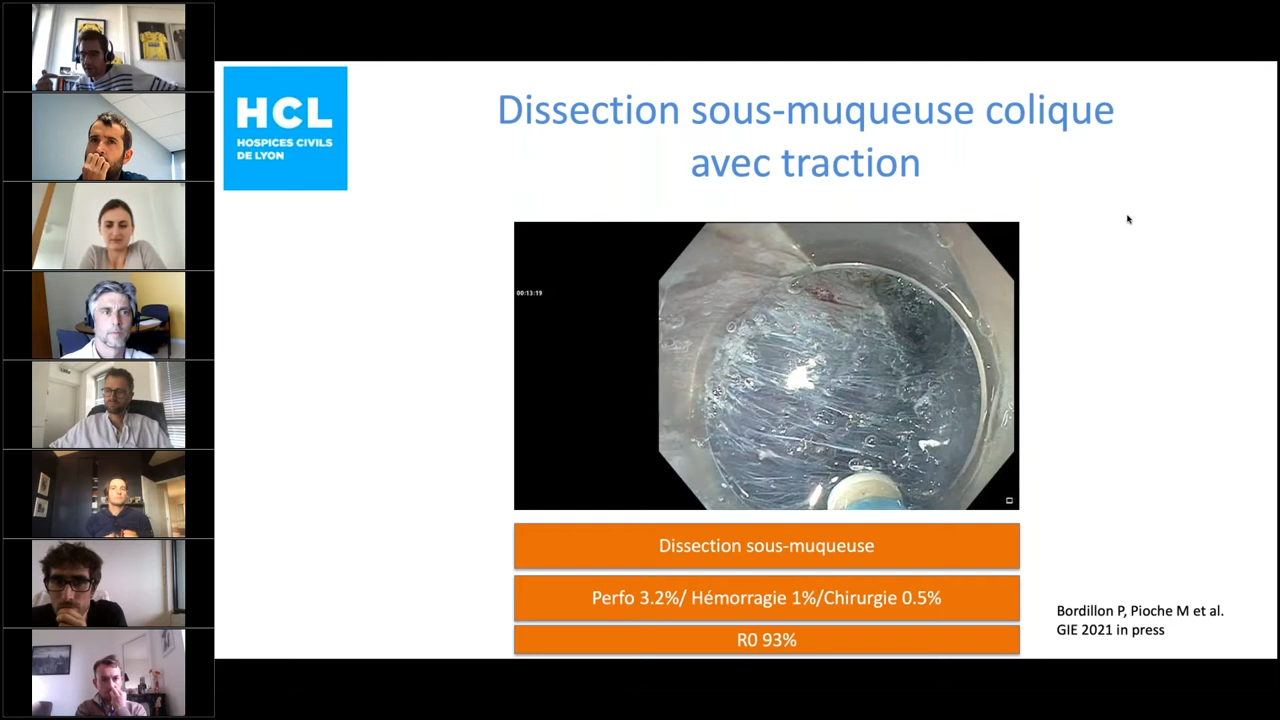 HCL
HOSPICES CIVILS
DE LYON
Dissection sous-muqueuse colique
avec traction
00:13:19
Dissection sous-muqueuse
Perfo 3.2%/ Hémorragie 1%/Chirurgie 0.5%
R0 93%
Bordillon P, Pioche M et al.
GIE 2021 in press